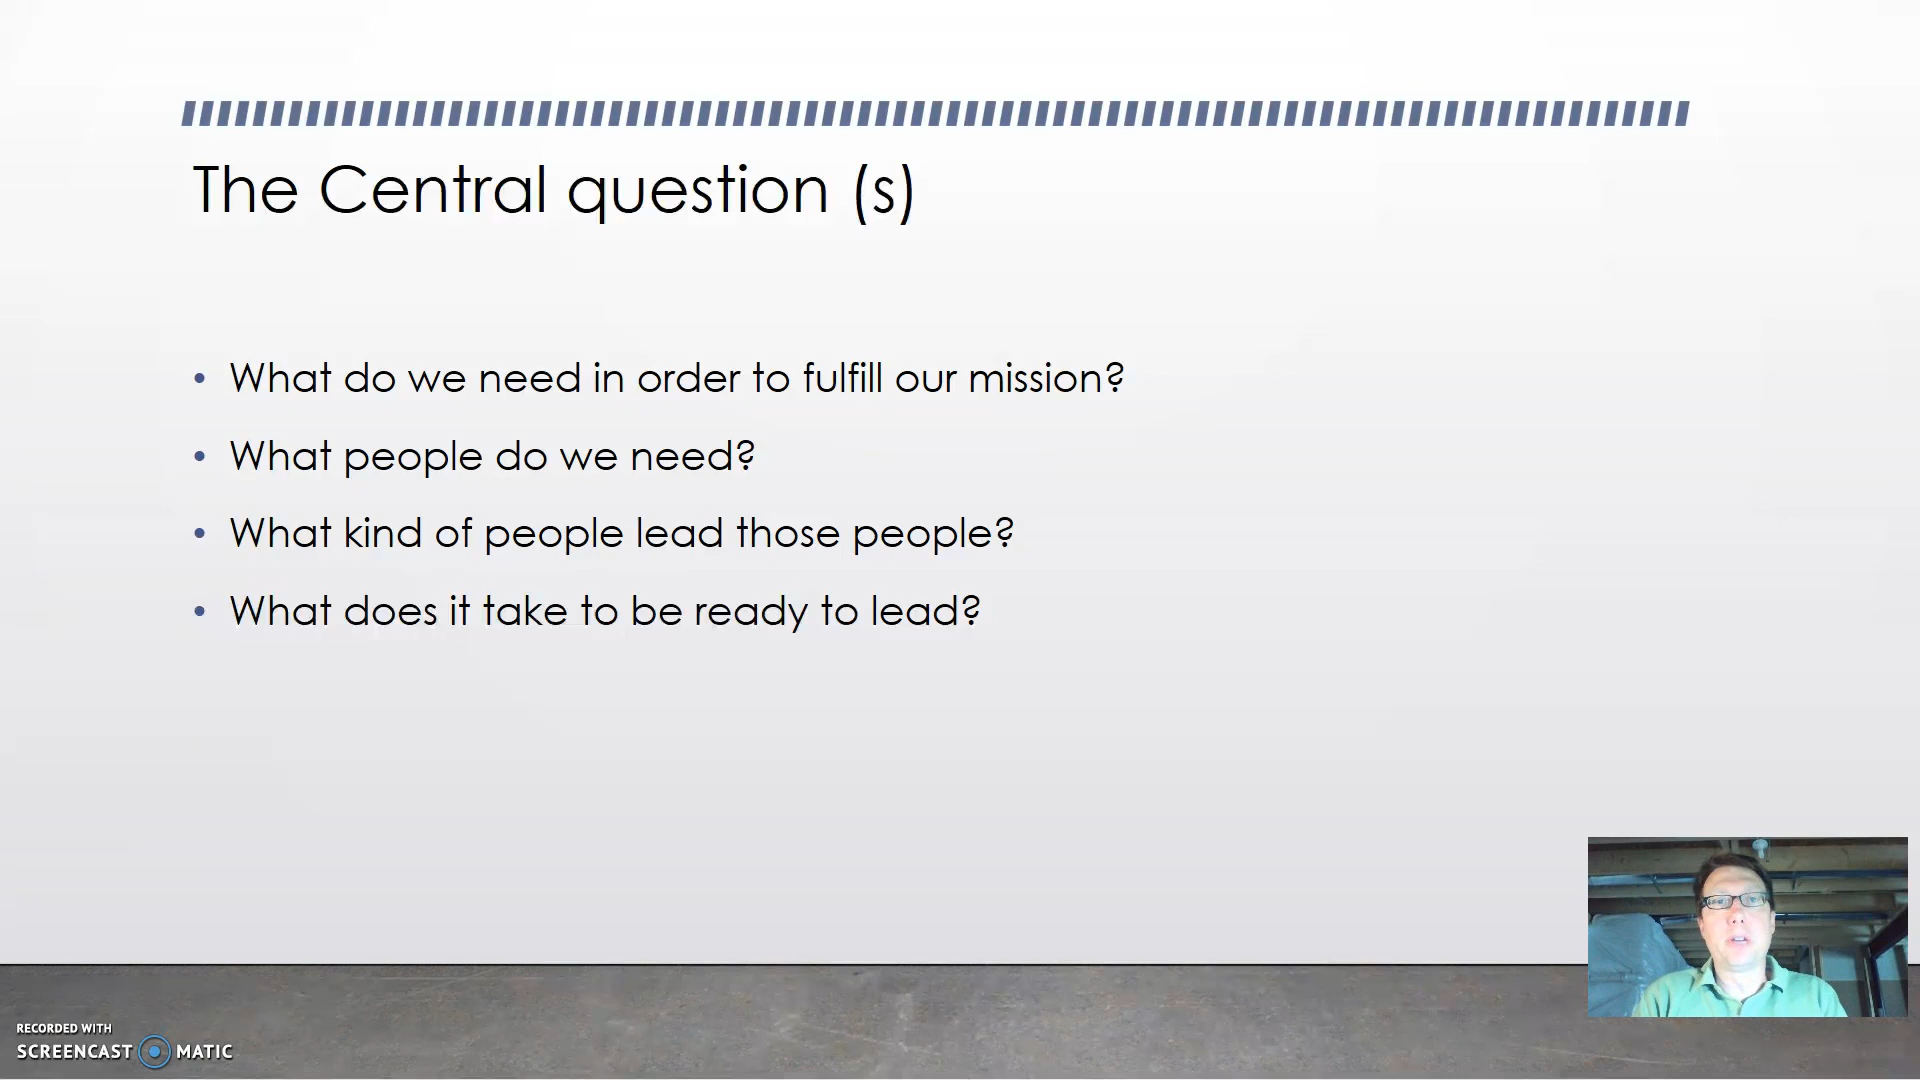 The Central question (s)
• What do we need in order to fulfill our mission?
• What people do we need?
• What kind of people lead those people?
• What does it take to be ready to lead?
RECORDED WITH
SCREENCAST MATIC